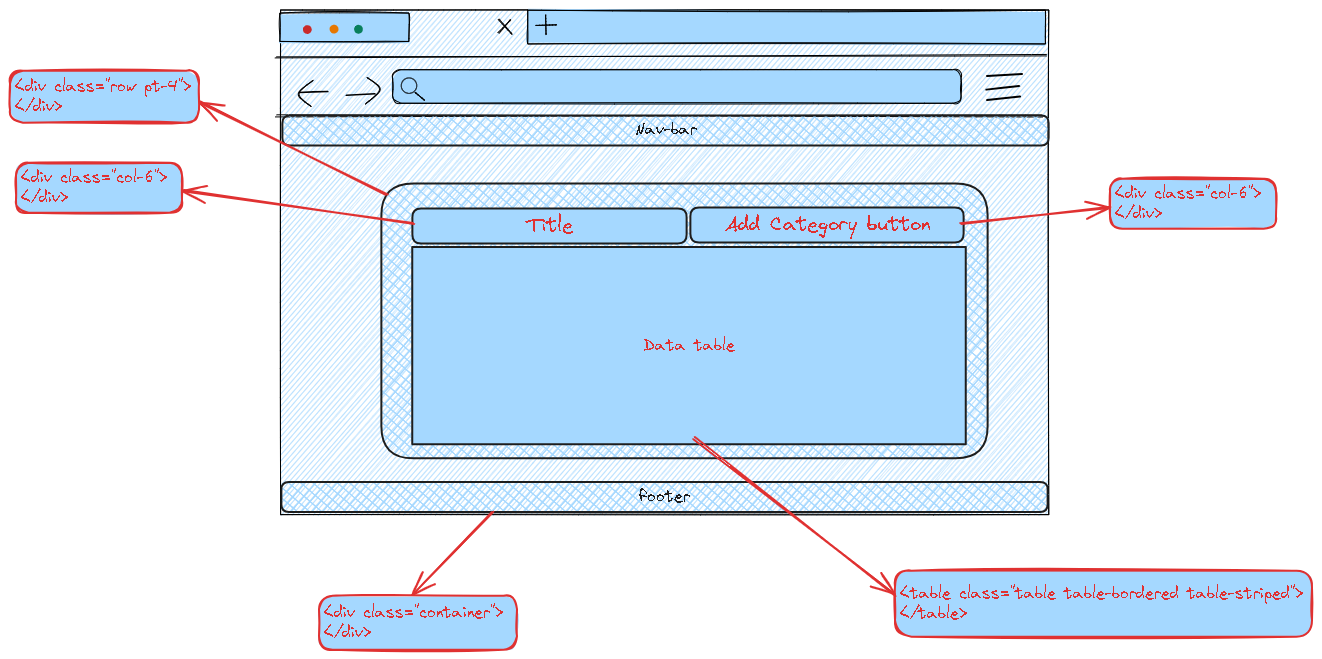 <div class="row pt-4">
</div>
Nav-bar
<div class="col-6">
</div>
<div class="col-6">
</div>
Title
Add Category button
Data table
footer
<div class="container">
</div>
<table class="table table-bordered table-striped">
</table>